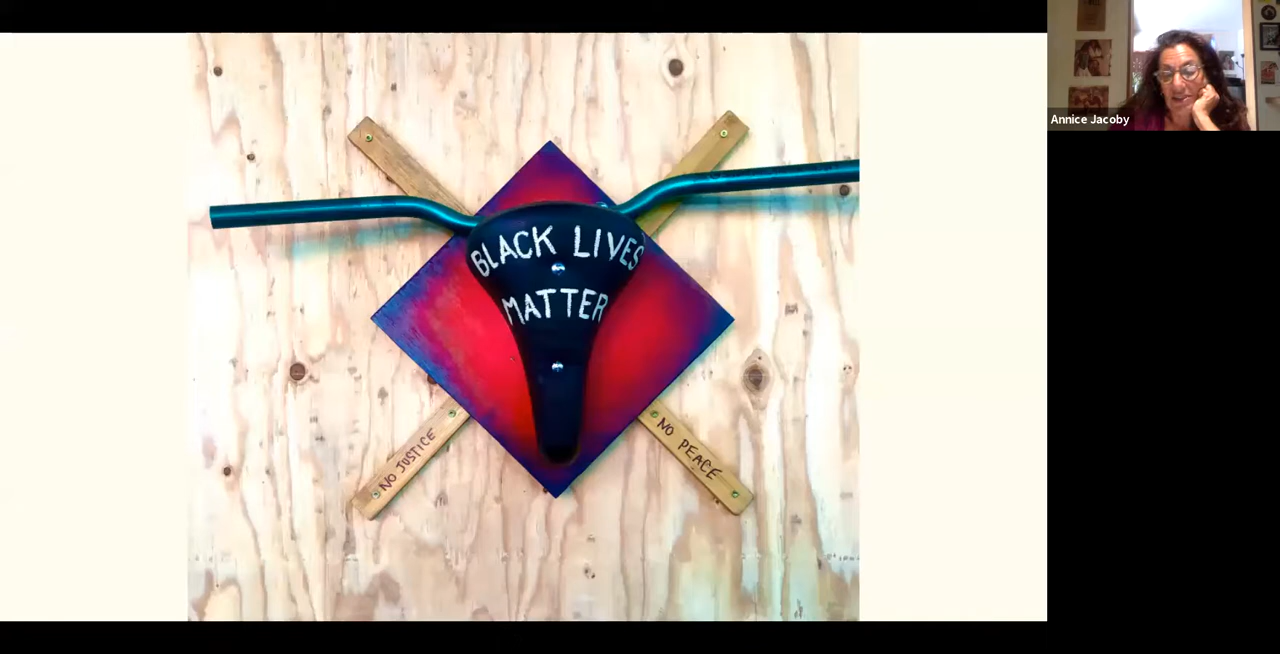 BLACK LIVES
MATTER
NO JUSTICE
NO PEACE
Annice Jacoby